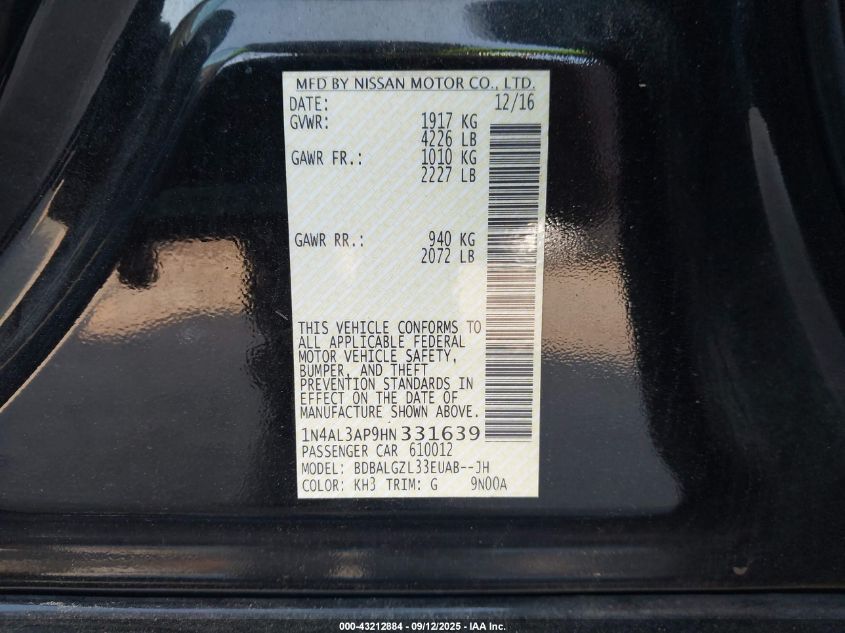 MFD BY NISSAN MOTOR CO., LTD.
DATE: 12/16
GVWR: 1917 KG
4226 LB
GAWR FR.: 1010 KG
2227 LB
GAWR RR.: 940 KG
2072 LB
THIS VEHICLE CONFORMS TO
ALL APPLICABLE FEDERAL
MOTOR VEHICLE SAFETY,
BUMPER, AND THEFT
PREVENTION STANDARDS IN
EFFECT ON THE DATE OF
MANUFACTURE SHOWN ABOVE.
1N4AL3AP9HN331639
PASSENGER CAR 610012
MODEL: BDBALGZL33EUAB--JH
COLOR: KH3 TRIM: G 9N00A
000-43212884 - 09/12/2025 - IAA Inc.